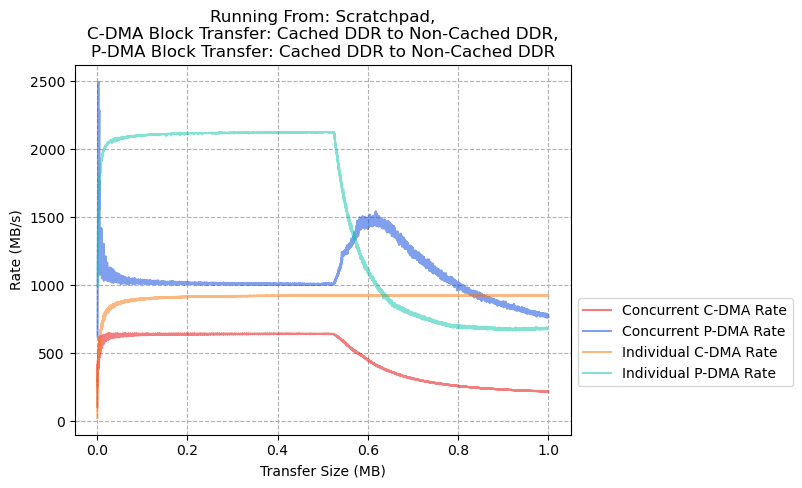 Running From: Scratchpad,
C-DMA Block Transfer: Cached DDR to Non-Cached DDR,
P-DMA Block Transfer: Cached DDR to Non-Cached DDR
2500
2000
1500
1000
500
0
Rate (MB/s)
0.0 0.2 0.4 0.6 0.8 1.0
Transfer Size (MB)
Concurrent C-DMA Rate
Concurrent P-DMA Rate
Individual C-DMA Rate
Individual P-DMA Rate